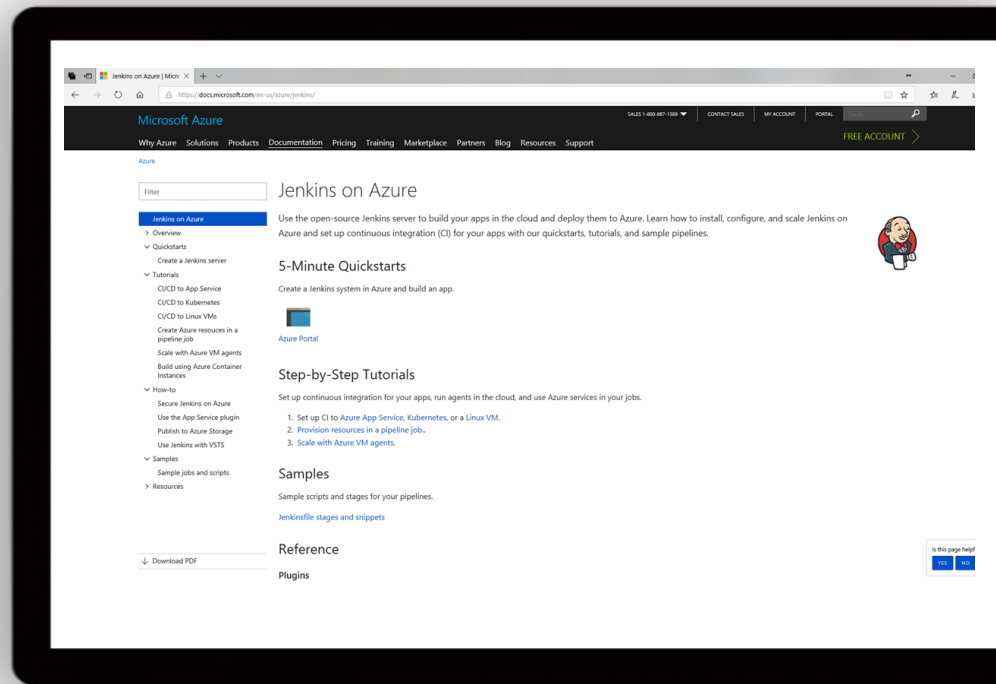 Jenkins on Azure | Micr
https://docs.microsoft.com/en-us/azure/jenkins/
Microsoft Azure
SALES 1-800-867-1389
CONTACT SALES
MY ACCOUNT
PORTAL
Search
Why Azure Solutions Products Documentation Pricing Training Marketplace Partners Blog Resources Support
FREE ACCOUNT
Azure
Filter
Jenkins on Azure
Overview
Quickstarts
Create a Jenkins server
Tutorials
CI/CD to App Service
CI/CD to Kubernetes
CI/CD to Linux VMs
Create Azure resouces in a
pipeline job
Scale with Azure VM agents
Build using Azure Container
Instances
How-to
Secure Jenkins on Azure
Use the App Service plugin
Publish to Azure Storage
Use Jenkins with VSTS
Samples
Sample jobs and scripts
Resources
Download PDF
Jenkins on Azure
Use the open-source Jenkins server to build your apps in the cloud and deploy them to Azure. Learn how to install, configure, and scale Jenkins on
Azure and set up continuous integration (CI) for your apps with our quickstarts, tutorials, and sample pipelines.
5-Minute Quickstarts
Create a Jenkins system in Azure and build an app.
Azure Portal
Step-by-Step Tutorials
Set up continuous integration for your apps, run agents in the cloud, and use Azure services in your jobs.
1. Set up CI to Azure App Service, Kubernetes, or a Linux VM.
2. Provision resources in a pipeline job..
3. Scale with Azure VM agents.
Samples
Sample scripts and stages for your pipelines.
Jenkinsfile stages and snippets
Reference
Plugins
Is this page helpf
YES NO